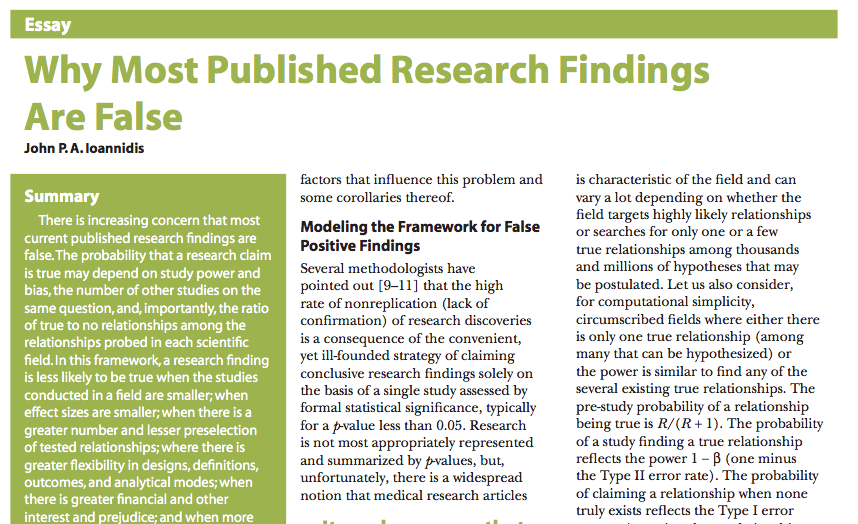 Essay
Why Most Published Research Findings
Are False
John P. A. Ioannidis
Summary
There is increasing concern that most
current published research findings are
false. The probability that a research claim
is true may depend on study power and
bias, the number of other studies on the
same question, and, importantly, the ratio
of true to no relationships among the
relationships probed in each scientific
field. In this framework, a research finding
is less likely to be true when the studies
conducted in a field are smaller; when
effect sizes are smaller; when there is a
greater number and lesser preselection
of tested relationships; where there is
greater flexibility in designs, definitions,
outcomes, and analytical modes; when
there is greater financial and other
interest and prejudice; and when more
factors that influence this problem and
some corollaries thereof.
Modeling the Framework for False
Positive Findings
Several methodologists have
pointed out [9–11] that the high
rate of nonreplication (lack of
confirmation) of research discoveries
is a consequence of the convenient,
yet ill-founded strategy of claiming
conclusive research findings solely on
the basis of a single study assessed by
formal statistical significance, typically
for a p-value less than 0.05. Research
is not most appropriately represented
and summarized by p-values, but,
unfortunately, there is a widespread
notion that medical research articles
is characteristic of the field and can
vary a lot depending on whether the
field targets highly likely relationships
or searches for only one or a few
true relationships among thousands
and millions of hypotheses that may
be postulated. Let us also consider,
for computational simplicity,
circumscribed fields where either there
is only one true relationship (among
many that can be hypothesized) or
the power is similar to find any of the
several existing true relationships. The
pre-study probability of a relationship
being true is R/(R + 1). The probability
of a study finding a true relationship
reflects the power 1 − β (one minus
the Type II error rate). The probability
of claiming a relationship when none
truly exists reflects the Type I error